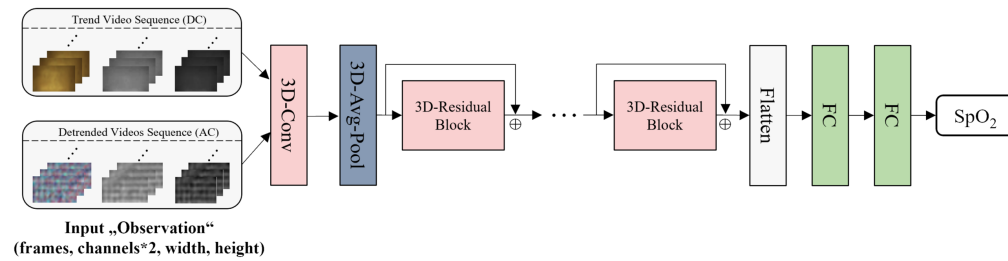 Trend Video Sequence (DC)
Detrended Videos Sequence (AC)
Input „Observation“
(frames, channels*2, width, height)
3D-Conv
3D-Avg-Pool
3D-Residual
Block
3D-Residual
Block
Flatten
FC
FC
SpO2